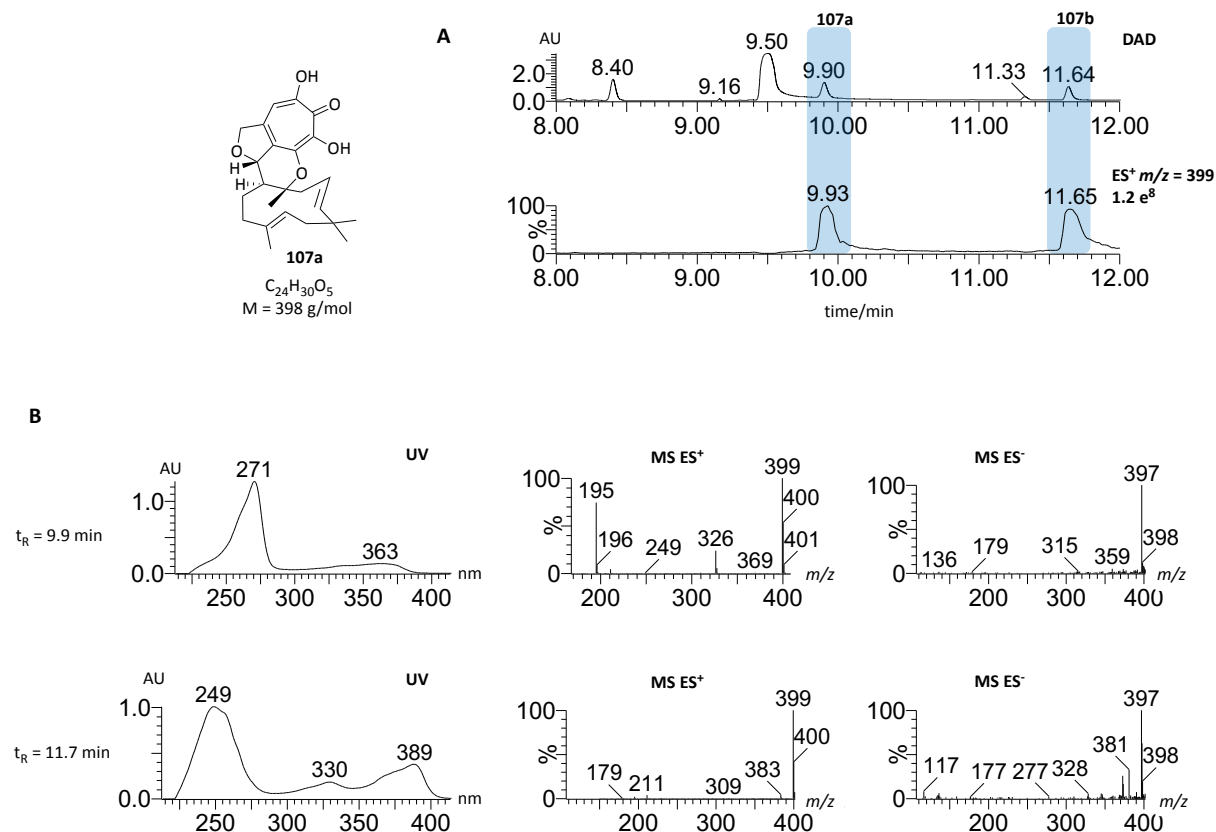 A
AU
107a
107b
DAD
8.40
9.16
9.50
9.90
11.33
11.64
2.0
0.0
8.00
9.00
10.00
11.00
12.00
ES+ m/z = 399
1.2 e8
9.93
11.65
100
%
0
8.00
9.00
10.00
11.00
12.00
time/min
OH
O
OH
O
O
H
H
107a
C24H30O5
M = 398 g/mol
B
tR = 9.9 min
AU
UV
271
363
1.0
0.0
250
300
350
400
nm
MS ES+
100
%
0
195
196
249
326
369
399
400
401
200
300
400
m/z
MS ES-
100
%
0
136
179
315
359
397
398
200
300
400
m/z
tR = 11.7 min
AU
UV
249
330
389
1.0
0.0
250
300
350
400
nm
MS ES+
100
%
0
179
211
309
383
399
400
200
300
400
m/z
MS ES-
100
%
0
117
177
277
328
381
397
398
200
300
400
m/z